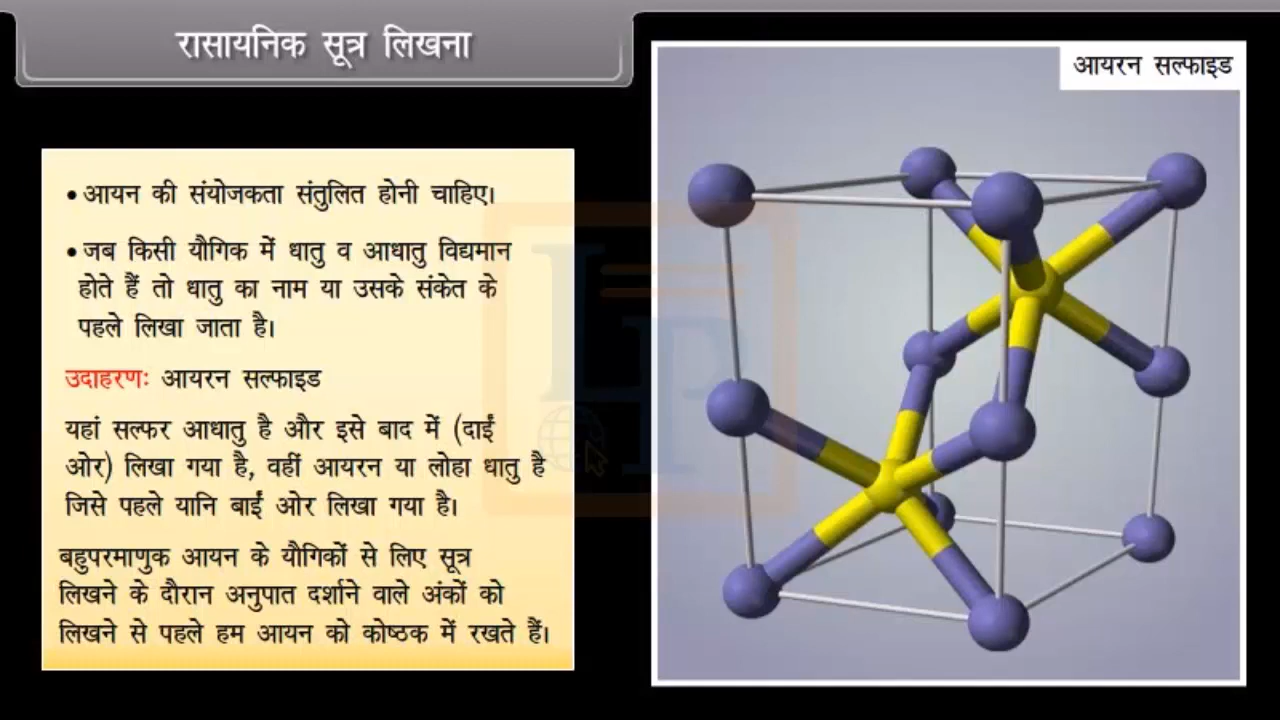 रासायनिक सूत्र लिखना
आयरन सल्फाइड
• आयन की संयोजकता संतुलित होनी चाहिए।
• जब किसी यौगिक में धातु व आधातु विद्यमान
होते हैं तो धातु का नाम या उसके संकेत के
पहले लिखा जाता है।
उदाहरणः आयरन सल्फाइड
यहां सल्फर आधातु है और इसे बाद में (दाईं
ओर) लिखा गया है, वहीं आयरन या लोहा धातु है
जिसे पहले यानि बाईं ओर लिखा गया है।
बहुपरमाणुक आयन के यौगिकों से लिए सूत्र
लिखने के दौरान अनुपात दर्शाने वाले अंकों को
लिखने से पहले हम आयन को कोष्ठक में रखते हैं।